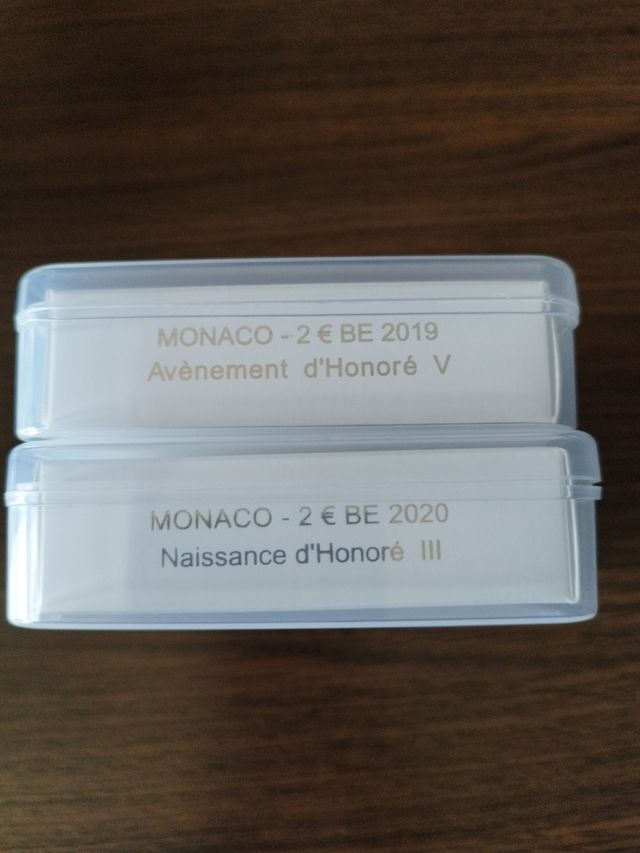 MONACO - 2 € BE 2019
Avènement d'Honoré V
MONACO - 2 € BE 2020
Naissance d'Honoré III